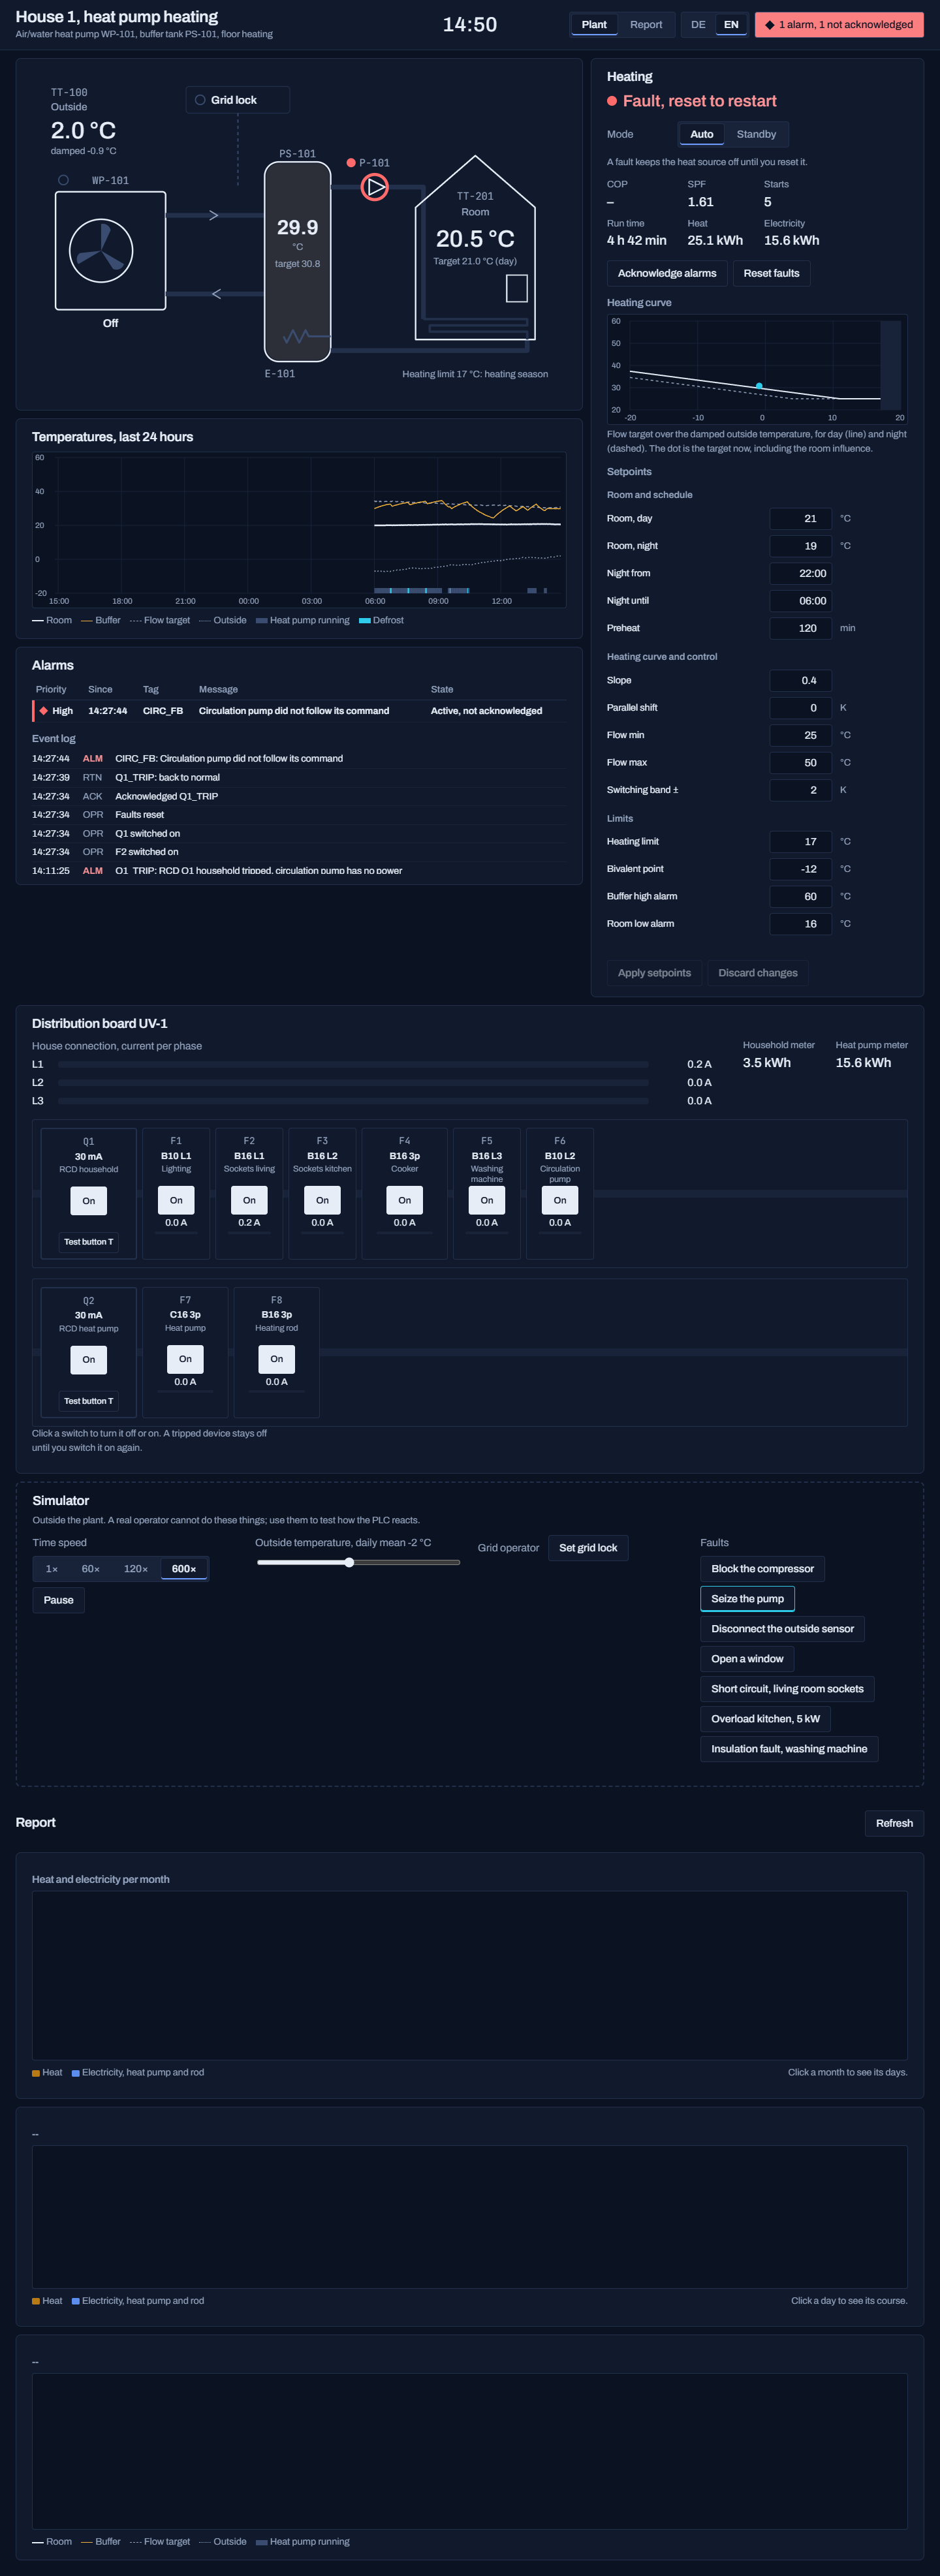 House 1, heat pump heating
Air/water heat pump WP-101, buffer tank PS-101, floor heating
14:50
Plant Report
DE EN
1 alarm, 1 not acknowledged
TT-100
Outside
2.0 °C
damped -0.9 °C
Grid lock
WP-101
Off
PS-101
29.9
°C
target 30.8
E-101
P-101
TT-201
Room
20.5 °C
Target 21.0 °C (day)
Heating limit 17 °C: heating season
Heating
Fault, reset to restart
Mode Auto Standby
A fault keeps the heat source off until you reset it.
COP SPF Starts
– 1.61 5
Run time Heat Electricity
4 h 42 min 25.1 kWh 15.6 kWh
Acknowledge alarms Reset faults
Heating curve
60
50
40
30
20
-20 -10 0 10 20
Flow target over the damped outside temperature, for day (line) and night
(dashed). The dot is the target now, including the room influence.
Setpoints
Room and schedule
Room, day 21 °C
Room, night 19 °C
Night from 22:00
Night until 06:00
Preheat 120 min
Heating curve and control
Slope 0.4
Parallel shift 0 K
Flow min 25 °C
Flow max 50 °C
Switching band ± 2 K
Limits
Heating limit 17 °C
Bivalent point -12 °C
Buffer high alarm 60 °C
Room low alarm 16 °C
Apply setpoints Discard changes
Temperatures, last 24 hours
60
40
20
0
-20
15:00 18:00 21:00 00:00 03:00 06:00 09:00 12:00
Room Buffer Flow target Outside Heat pump running Defrost
Alarms
Priority Since Tag Message State
High 14:27:44 CIRC_FB Circulation pump did not follow its command Active, not acknowledged
Event log
14:27:44 ALM CIRC_FB: Circulation pump did not follow its command
14:27:39 RTN Q1_TRIP: back to normal
14:27:34 ACK Acknowledged Q1_TRIP
14:27:34 OPR Faults reset
14:27:34 OPR Q1 switched on
14:27:34 OPR F2 switched on
14:11:25 ALM Q1_TRIP: RCD Q1 household tripped, circulation pump has no power
Distribution board UV-1
House connection, current per phase
L1 0.2 A
L2 0.0 A
L3 0.0 A
Household meter Heat pump meter
3.5 kWh 15.6 kWh
Q1 F1 F2 F3 F4 F5 F6
30 mA B10 L1 B16 L1 B16 L2 B16 3p B16 L3 B10 L2
RCD household Lighting Sockets living Sockets kitchen Cooker Washing machine Circulation pump
On On On On On On On
0.0 A 0.2 A 0.0 A 0.0 A 0.0 A 0.0 A
Test button T
Q2 F7 F8
30 mA C16 3p B16 3p
RCD heat pump Heat pump Heating rod
On On On
0.0 A 0.0 A
Test button T
Click a switch to turn it off or on. A tripped device stays off
until you switch it on again.
Simulator
Outside the plant. A real operator cannot do these things; use them to test how the PLC reacts.
Time speed
1× 60× 120× 600×
Pause
Outside temperature, daily mean -2 °C
Grid operator Set grid lock
Faults
Block the compressor
Seize the pump
Disconnect the outside sensor
Open a window
Short circuit, living room sockets
Overload kitchen, 5 kW
Insulation fault, washing machine
Report
Refresh
Heat and electricity per month
Heat Electricity, heat pump and rod
Click a month to see its days.
--
Heat Electricity, heat pump and rod
Click a day to see its course.
--
Room Buffer Flow target Outside Heat pump running